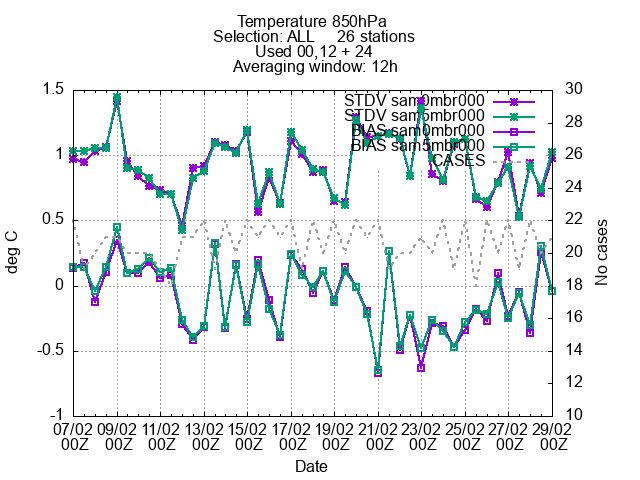 Temperature 850hPa
Selection: ALL 26 stations
Used 00,12 + 24
Averaging window: 12h
STDV sam0mbr000
STDV sam5mbr000
BIAS sam0mbr000
BIAS sam5mbr000
CASES
1.5
1
0.5
0
-0.5
-1
deg C
30
28
26
24
22
20
18
16
14
12
10
No cases
07/02 09/02 11/02 13/02 15/02 17/02 19/02 21/02 23/02 25/02 27/02 29/02
00Z 00Z 00Z 00Z 00Z 00Z 00Z 00Z 00Z 00Z 00Z 00Z
Date